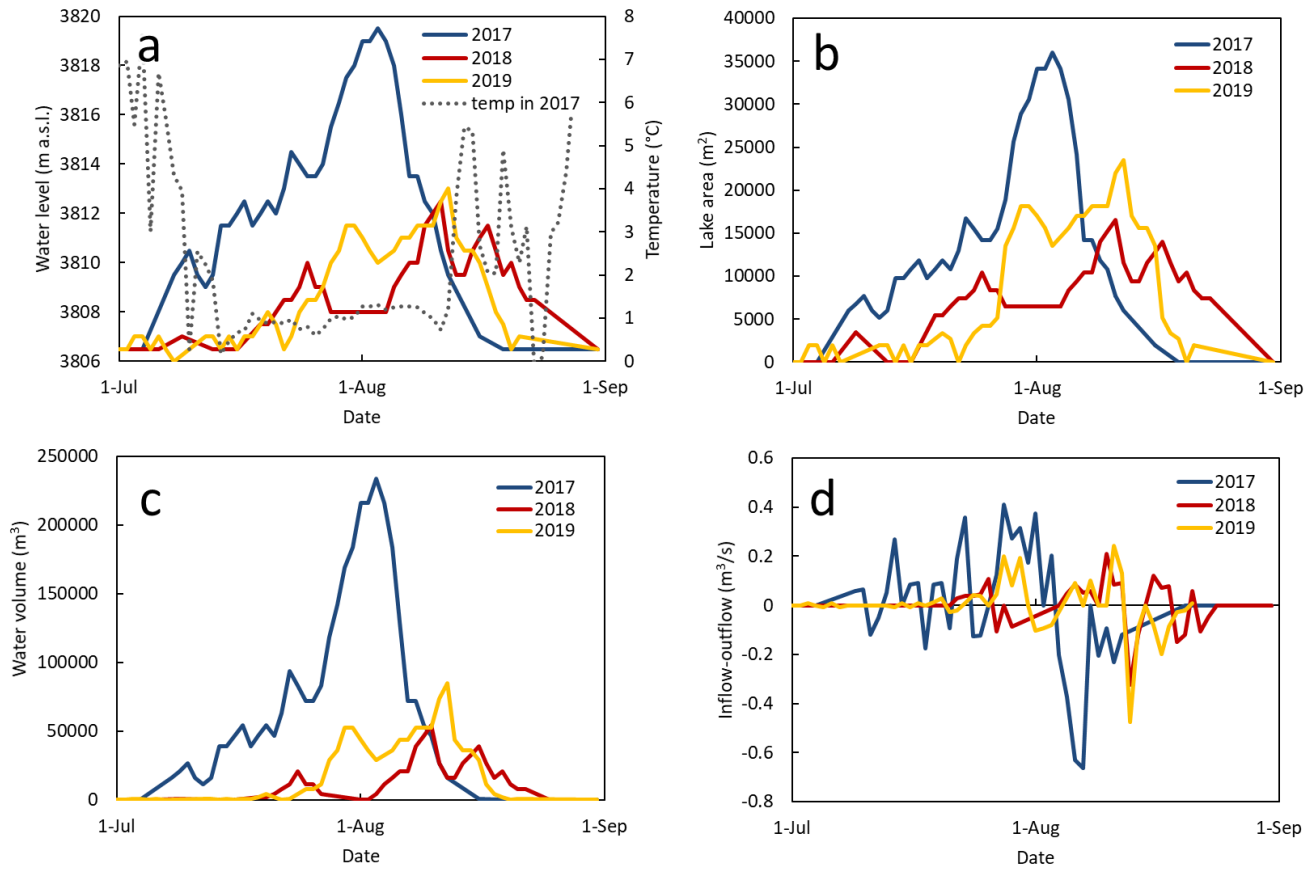 a
3820
3818
3816
3814
3812
3810
3808
3806
Water level (m a.s.l.)
8
7
6
5
4
3
2
1
0
Temperature (°C)
2017
2018
2019
temp in 2017
1-Jul
1-Aug
1-Sep
Date
b
40000
35000
30000
25000
20000
15000
10000
5000
0
Lake area (m²)
2017
2018
2019
1-Jul
1-Aug
1-Sep
Date
c
250000
200000
150000
100000
50000
0
Water volume (m³)
2017
2018
2019
1-Jul
1-Aug
1-Sep
Date
d
0.6
0.4
0.2
0
-0.2
-0.4
-0.6
-0.8
Inflow-outflow (m³/s)
2017
2018
2019
1-Jul
1-Aug
1-Sep
Date